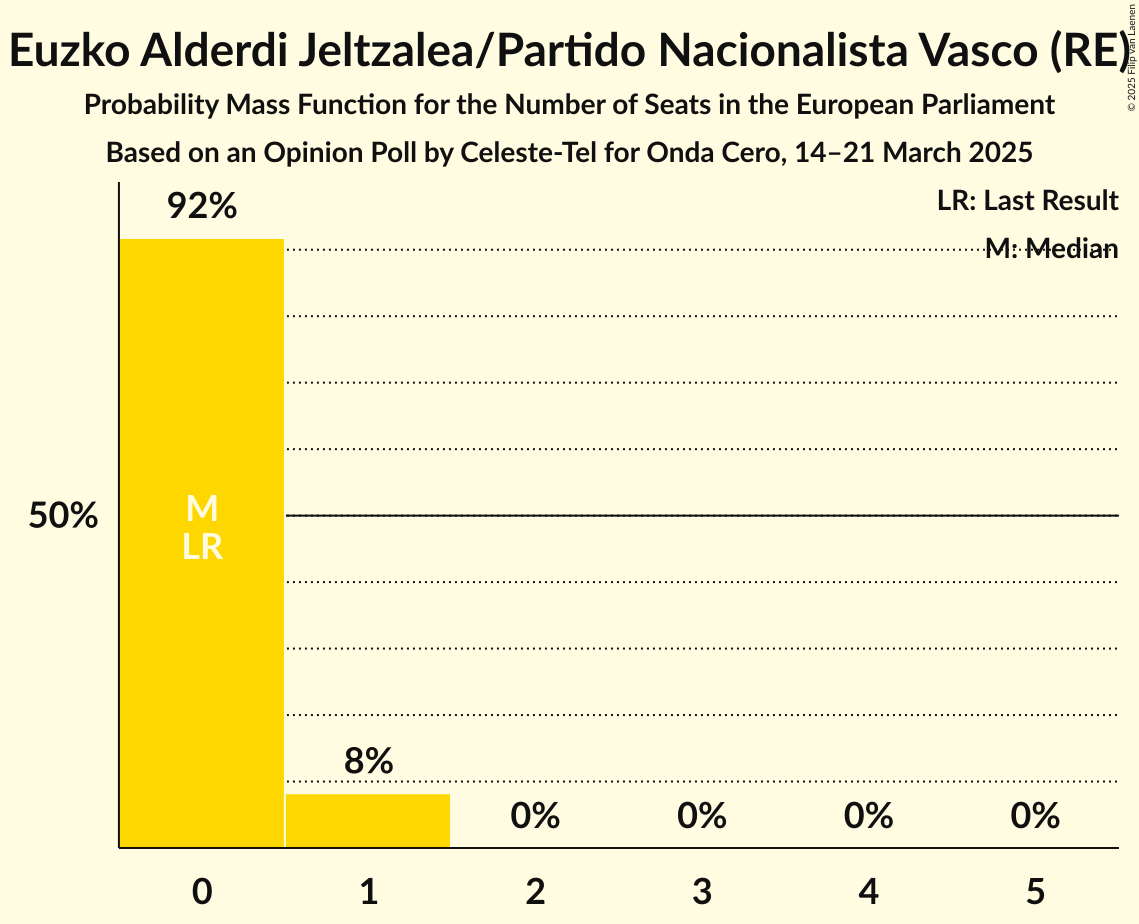 Euzko Alderdi Jeltzalea/Partido Nacionalista Vasco (RE)
© 2025 Filip van Laenen
Probability Mass Function for the Number of Seats in the European Parliament
Based on an Opinion Poll by Celeste-Tel for Onda Cero, 14–21 March 2025
LR: Last Result
M: Median
92%
50%
M
LR
8%
0%
0%
0%
0%
0
1
2
3
4
5